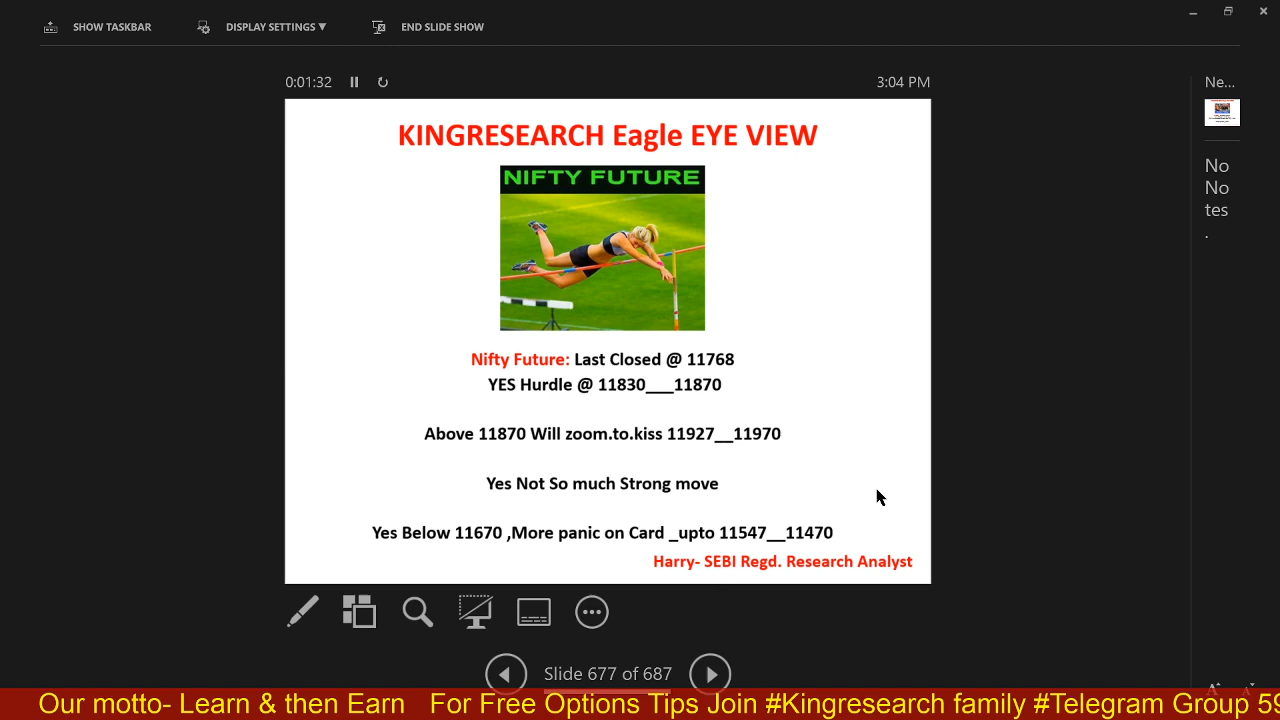 SHOW TASKBAR DISPLAY SETTINGS ▼ END SLIDE SHOW
0:01:32 3:04 PM
Ne...
KINGRESEARCH Eagle EYE VIEW
NIFTY FUTURE
No
No
tes
.
Nifty Future: Last Closed @ 11768
YES Hurdle @ 11830___11870
Above 11870 Will zoom.to.kiss 11927__11970
Yes Not So much Strong move
Yes Below 11670 ,More panic on Card _upto 11547__11470
Harry- SEBI Regd. Research Analyst
Slide 677 of 687
Our motto- Learn & then Earn For Free Options Tips Join #Kingresearch family #Telegram Group 59